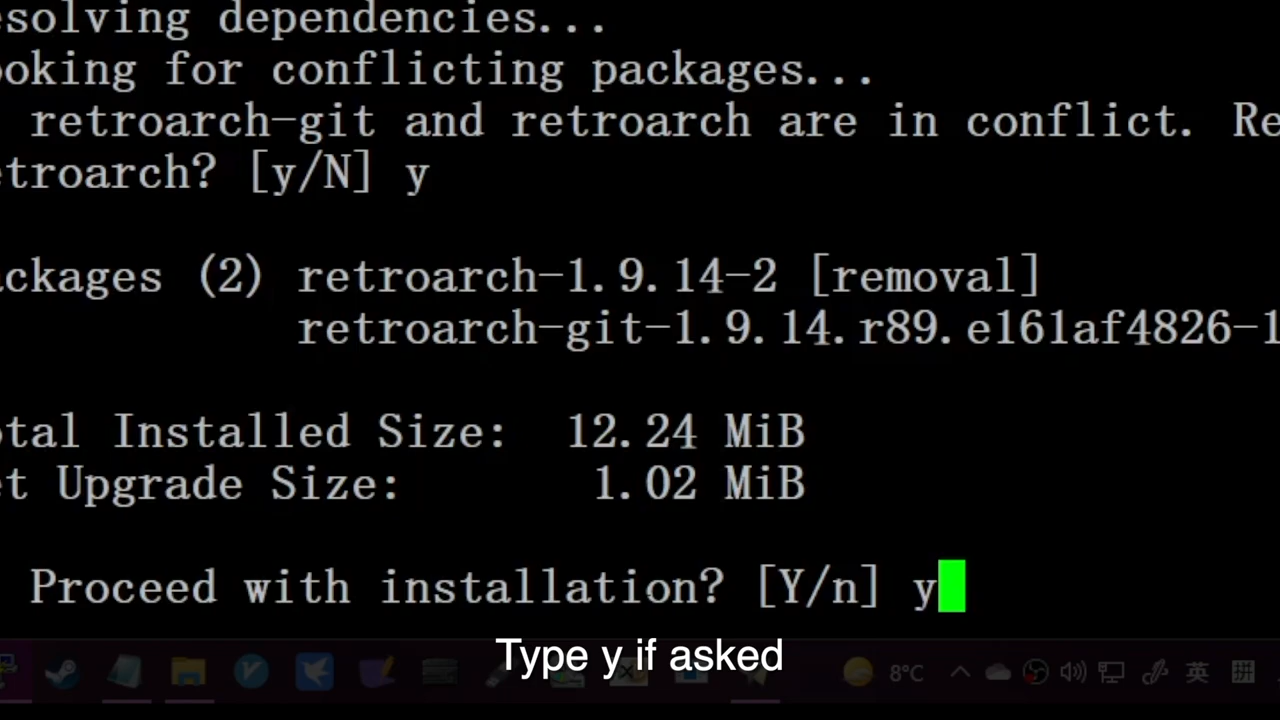 esolving dependencies...
ooking for conflicting packages...
retroarch-git and retroarch are in conflict. Re
etroarch? [y/N] y
ackages (2) retroarch-1.9.14-2 [removal]
retroarch-git-1.9.14.r89.e161af4826-1
otal Installed Size: 12.24 MiB
et Upgrade Size: 1.02 MiB
Proceed with installation? [Y/n] y
Type y if asked
8°C 英 拼